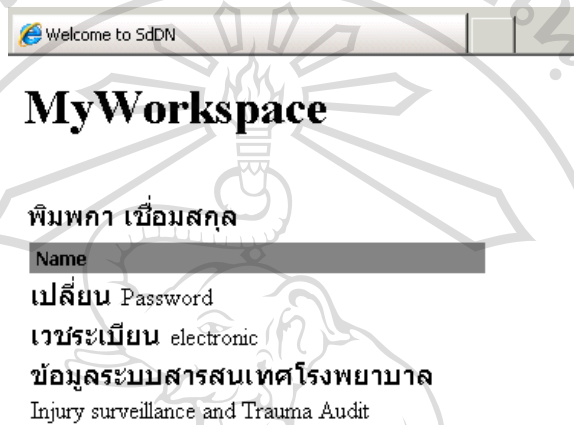 Welcome to SdDN
MyWorkspace
พิมพกา เชื่อมสกุล
Name
เปลี่ยน Password
เวชระเบียน electronic
ข้อมูลระบบสารสนเทศโรงพยาบาล
Injury surveillance and Trauma Audit